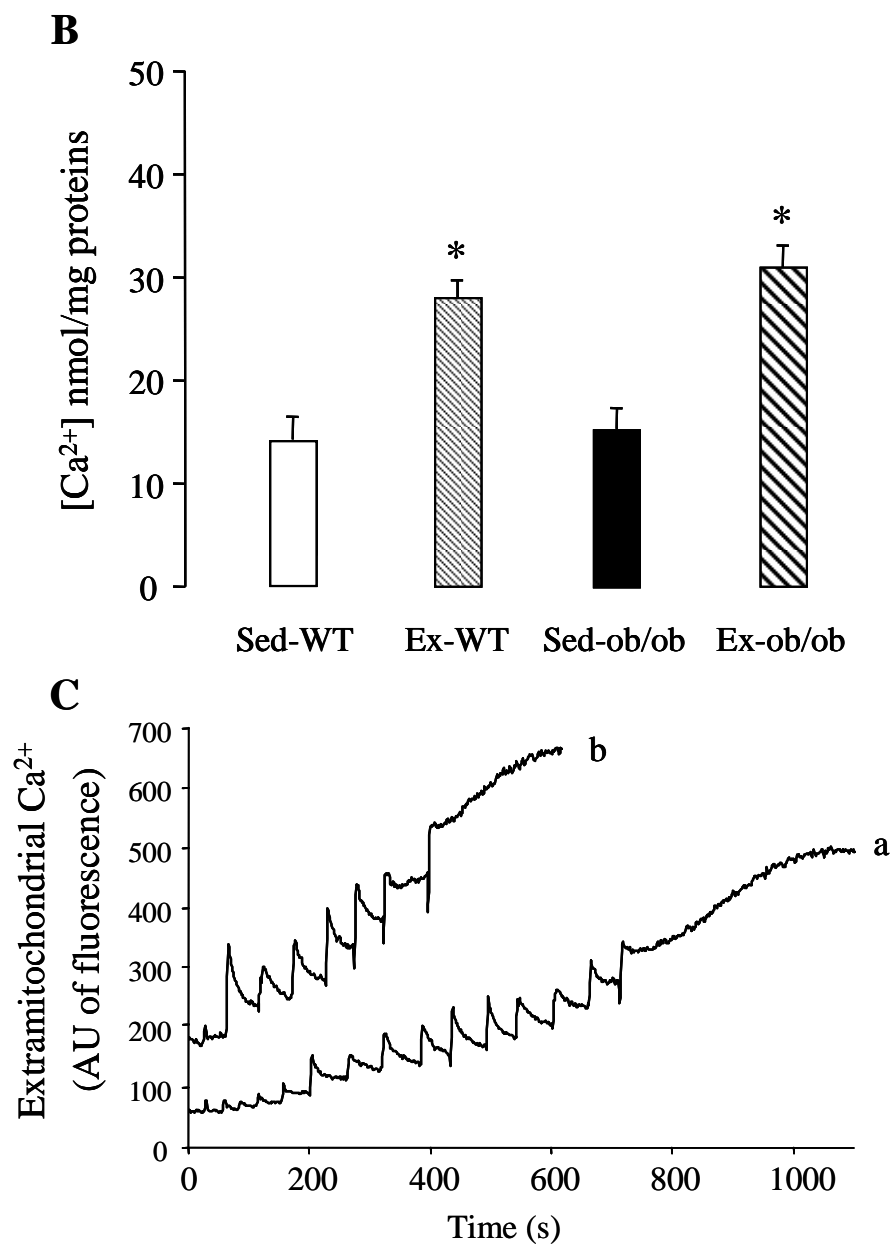 B
[Ca²⁺] nmol/mg proteins
50
40
30
20
10
0
*
*
Sed-WT Ex-WT Sed-ob/ob Ex-ob/ob
C
Extramitochondrial Ca²⁺
(AU of fluorescence)
700
600
500
400
300
200
100
0
b
a
0 200 400 600 800 1000
Time (s)